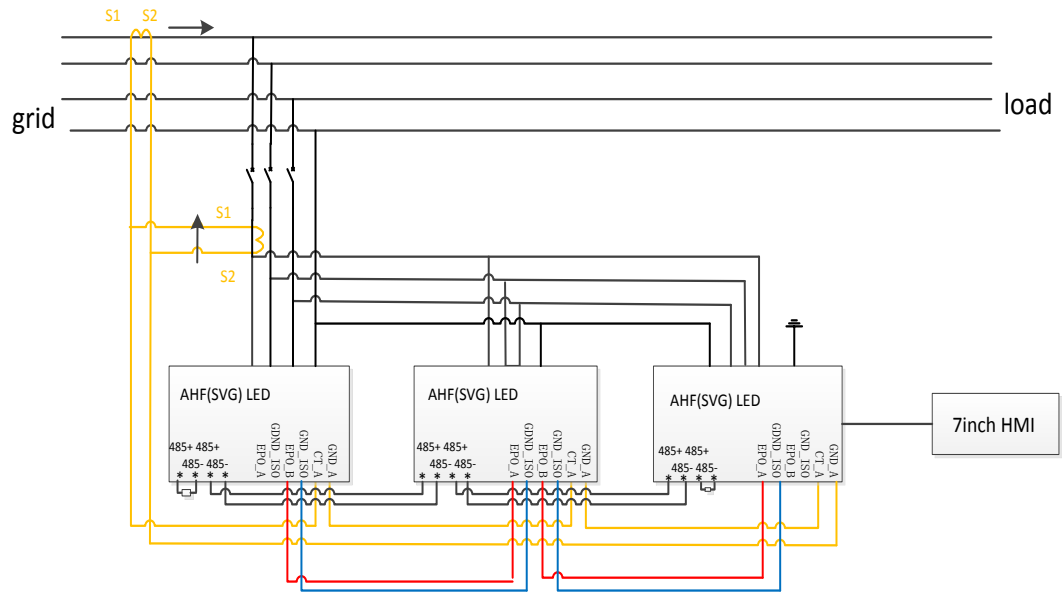 S1 S2
grid
load
S1
S2
AHF(SVG) LED
AHF(SVG) LED
AHF(SVG) LED
7inch HMI
485+ 485+
485- 485-
* * * *
EPO_A
GDND_ISO
EPO_B
GND_ISO
CT_A
GND_A
485+ 485+
485- 485-
* * * *
EPO_A
GDND_ISO
EPO_B
GND_ISO
CT_A
GND_A
485+ 485+
485- 485-
* * * *
EPO_A
GDND_ISO
EPO_B
GND_ISO
CT_A
GND_A